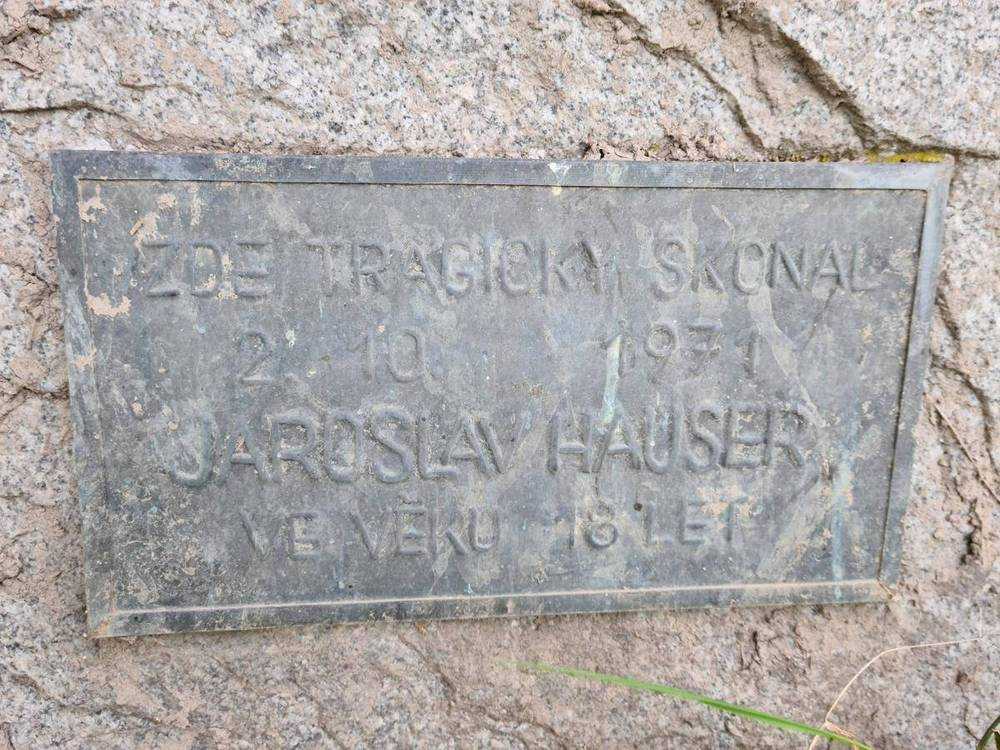 ZDE TRAGICKY SKONAL
2. 10. 1971
JAROSLAV HAUSER
VE VĚKU 18 LET